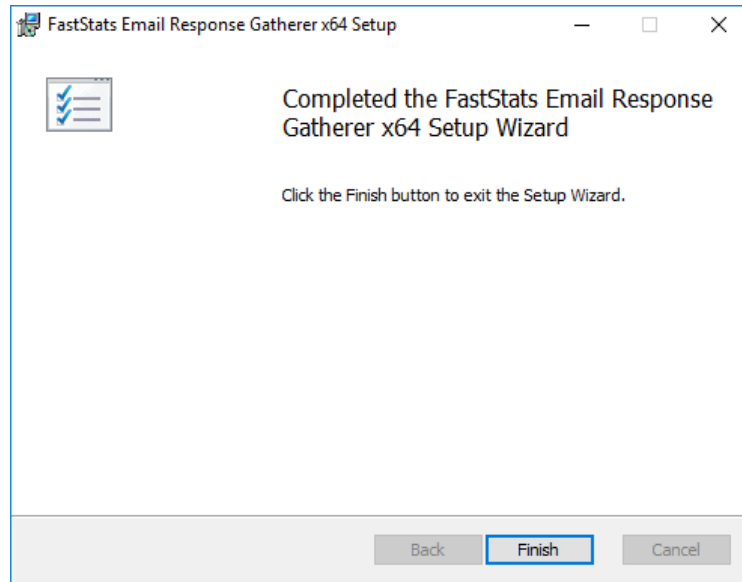 FastStats Email Response Gatherer x64 Setup
Completed the FastStats Email Response
Gatherer x64 Setup Wizard
Click the Finish button to exit the Setup Wizard.
Back
Finish
Cancel